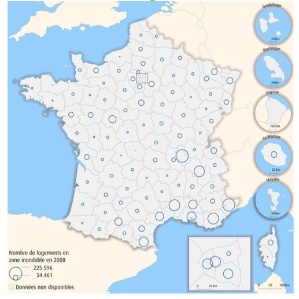 Guadeloupe
Martinique
Guyane
La Réunion
Mayotte
Nombre de logements en
zone inondable en 2008
225 596
34 461
Données non disponibles